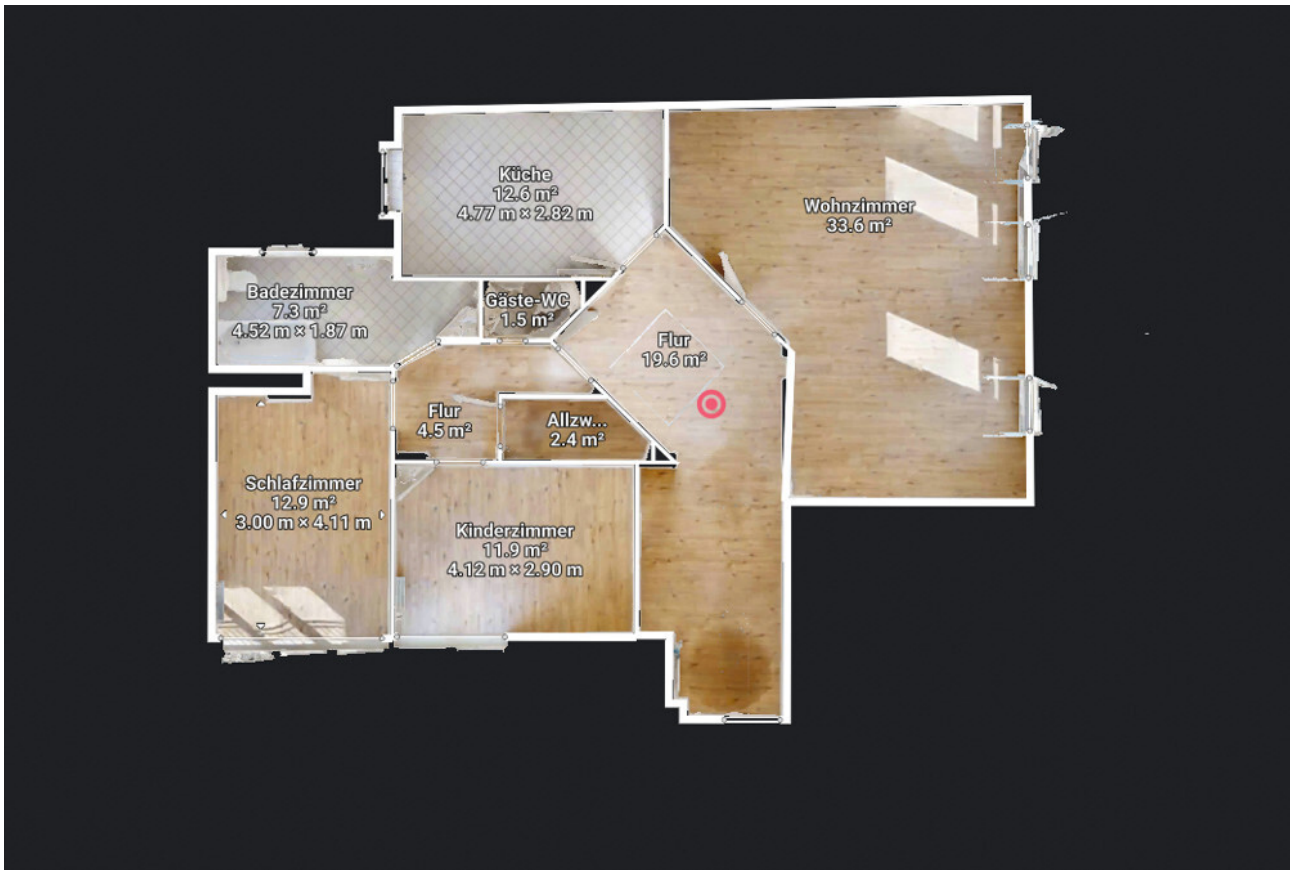 Küche
12.6 m²
4.77 m × 2.82 m
Wohnzimmer
33.6 m²
Badezimmer
7.3 m²
4.52 m × 1.87 m
Gäste-WC
1.5 m²
Flur
19.6 m²
Flur
4.5 m²
Allzw...
2.4 m²
Schlafzimmer
12.9 m²
3.00 m × 4.11 m
Kinderzimmer
11.9 m²
4.12 m × 2.90 m